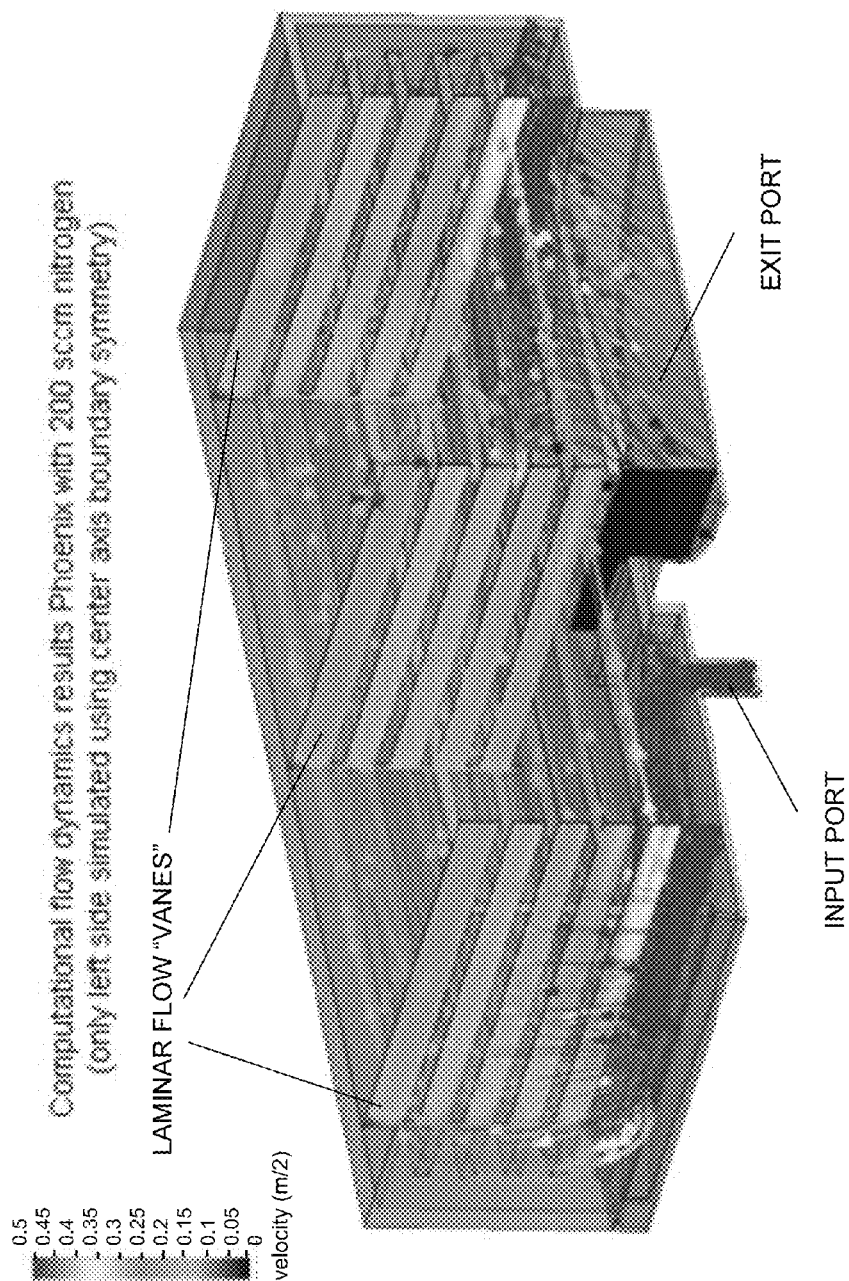 Computational flow dynamics results Phoenix with 200 sccm nitrogen
(only left side simulated using center axis boundary symmetry)
0.5
0.45
0.4
0.35
0.3
0.25
0.2
0.15
0.1
0.05
0
velocity (m/2)
LAMINAR FLOW "VANES"
INPUT PORT
EXIT PORT